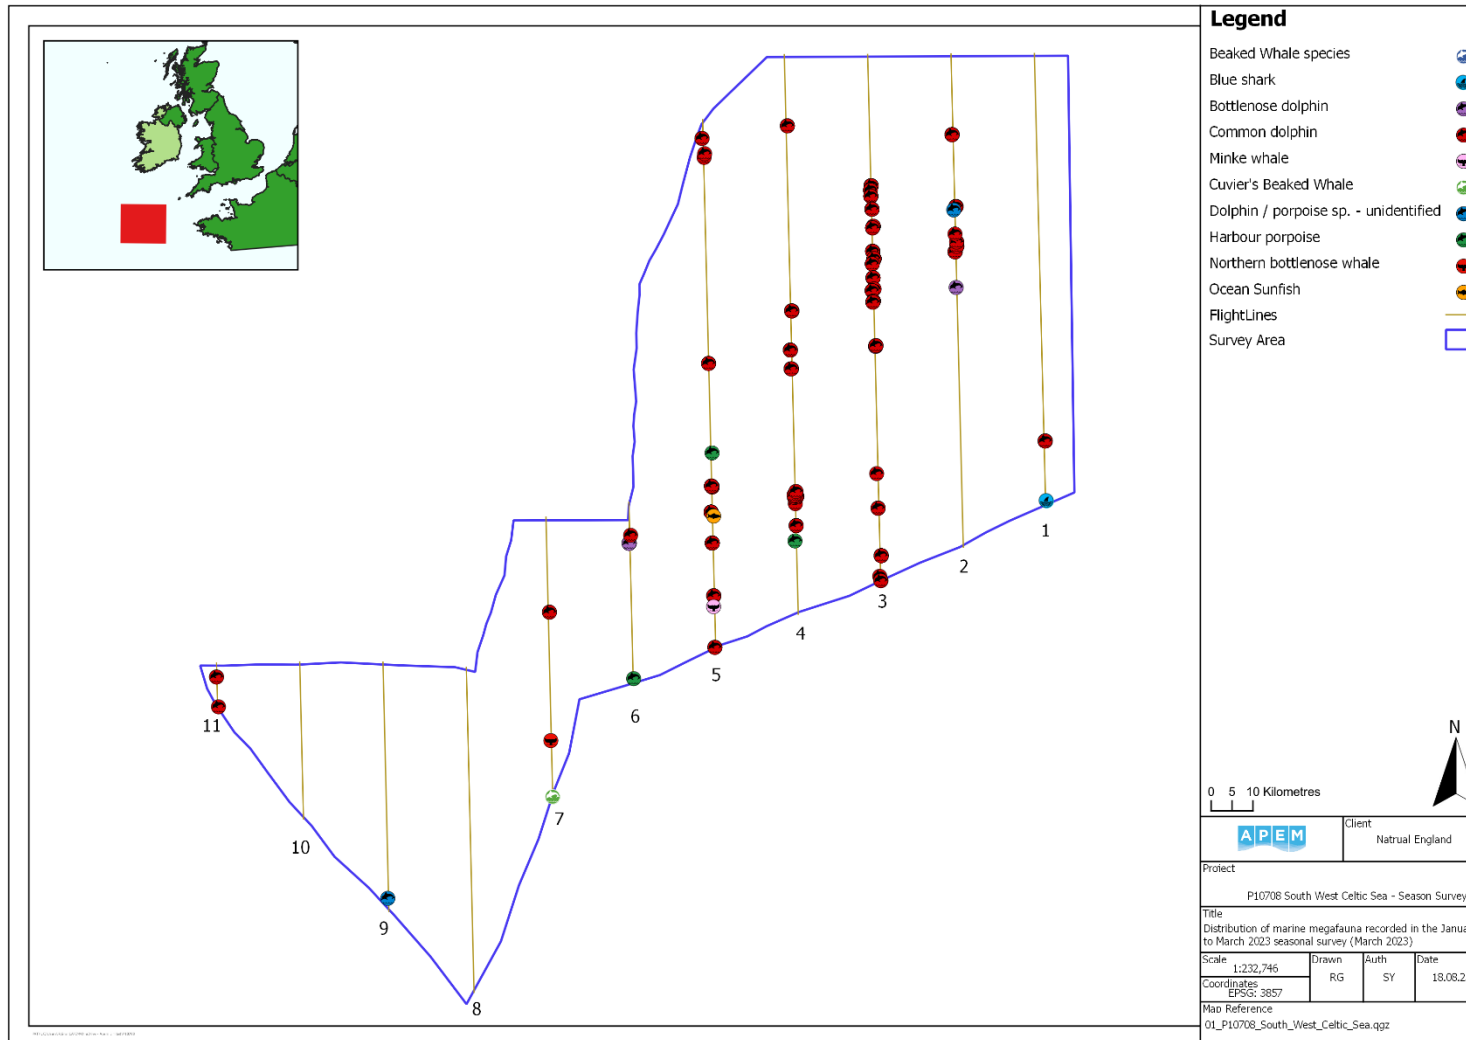 Legend
Beaked Whale species
Blue shark
Bottlenose dolphin
Common dolphin
Minke whale
Cuvier's Beaked Whale
Dolphin / porpoise sp. - unidentified
Harbour porpoise
Northern bottlenose whale
Ocean Sunfish
FlightLines
Survey Area
1
2
3
4
5
6
7
8
9
10
11
N
0 5 10 Kilometres
APEM
Client
Natrual England
Project
P10708 South West Celtic Sea - Season Survey
Title
Distribution of marine megafauna recorded in the Janua
to March 2023 seasonal survey (March 2023)
Scale
1:232,746
Drawn
RG
Auth
SY
Date
18.08.2
Coordinates
EPSG: 3857
Map Reference
01_P10708_South_West_Celtic_Sea.qgz